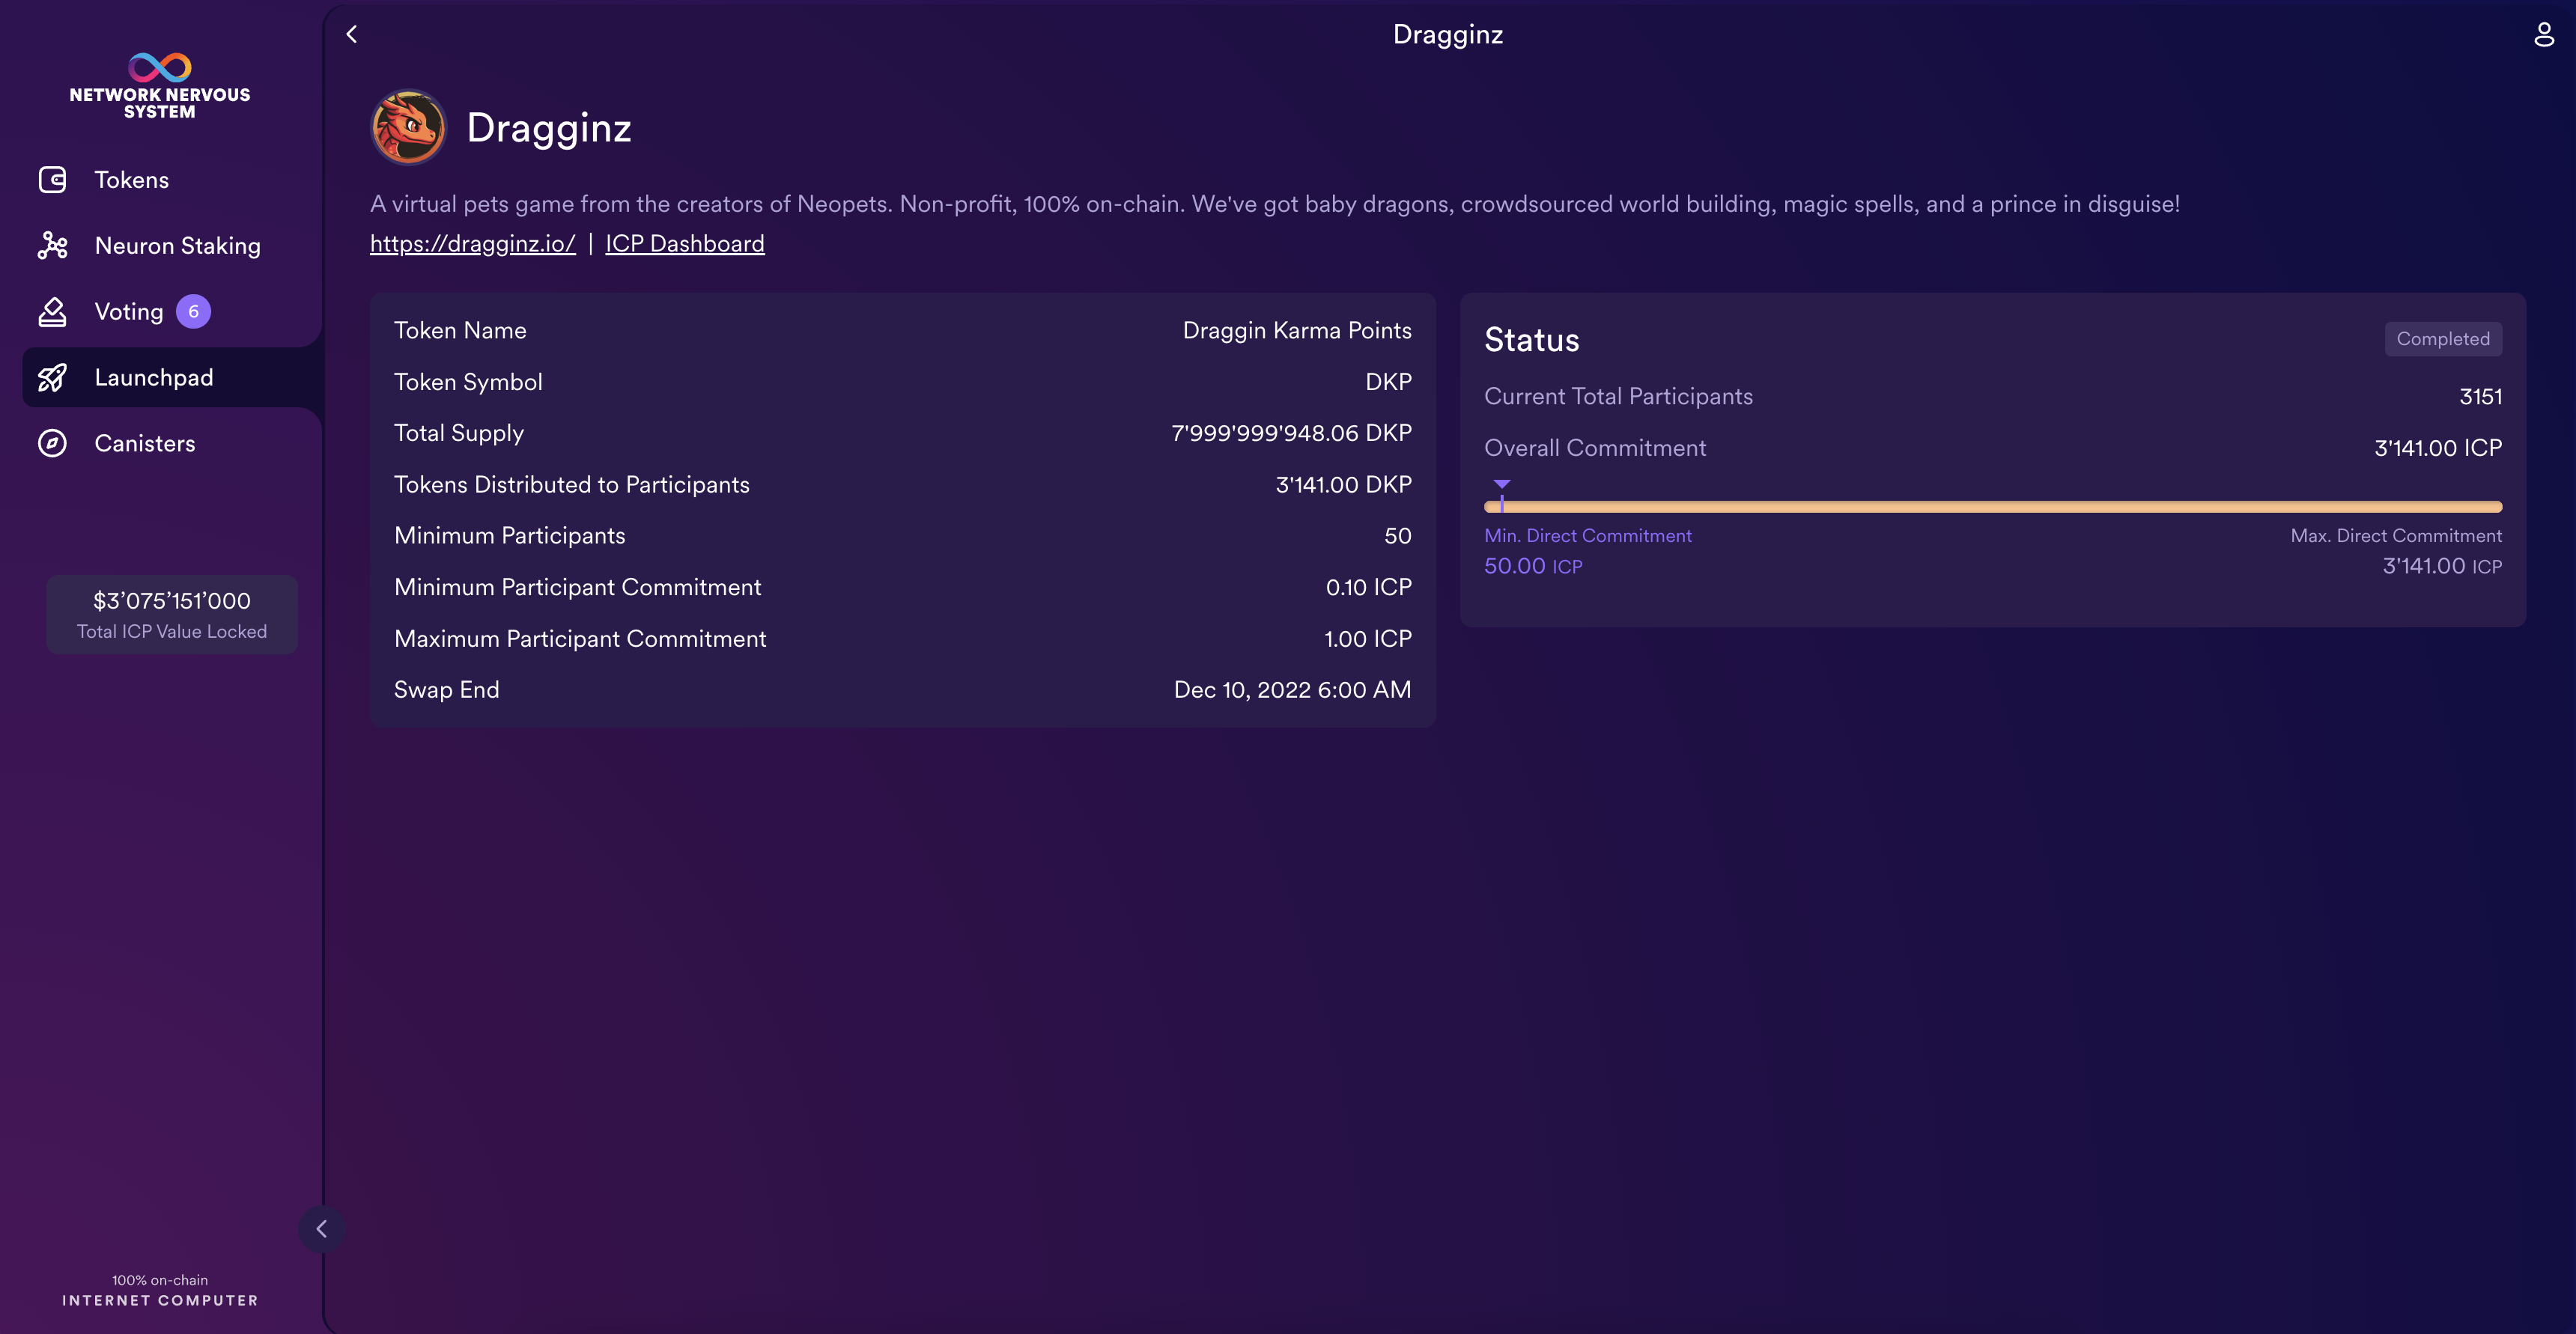 NETWORK NERVOUS
SYSTEM
Tokens
Neuron Staking
Voting 6
Launchpad
Canisters
$3’075’151’000
Total ICP Value Locked
100% on-chain
INTERNET COMPUTER
Dragginz
Dragginz
A virtual pets game from the creators of Neopets. Non-profit, 100% on-chain. We've got baby dragons, crowdsourced world building, magic spells, and a prince in disguise!
https://dragginz.io/ | ICP Dashboard
Token Name Draggin Karma Points
Token Symbol DKP
Total Supply 7'999'999'948.06 DKP
Tokens Distributed to Participants 3'141.00 DKP
Minimum Participants 50
Minimum Participant Commitment 0.10 ICP
Maximum Participant Commitment 1.00 ICP
Swap End Dec 10, 2022 6:00 AM
Status Completed
Current Total Participants 3151
Overall Commitment 3'141.00 ICP
Min. Direct Commitment Max. Direct Commitment
50.00 ICP 3'141.00 ICP